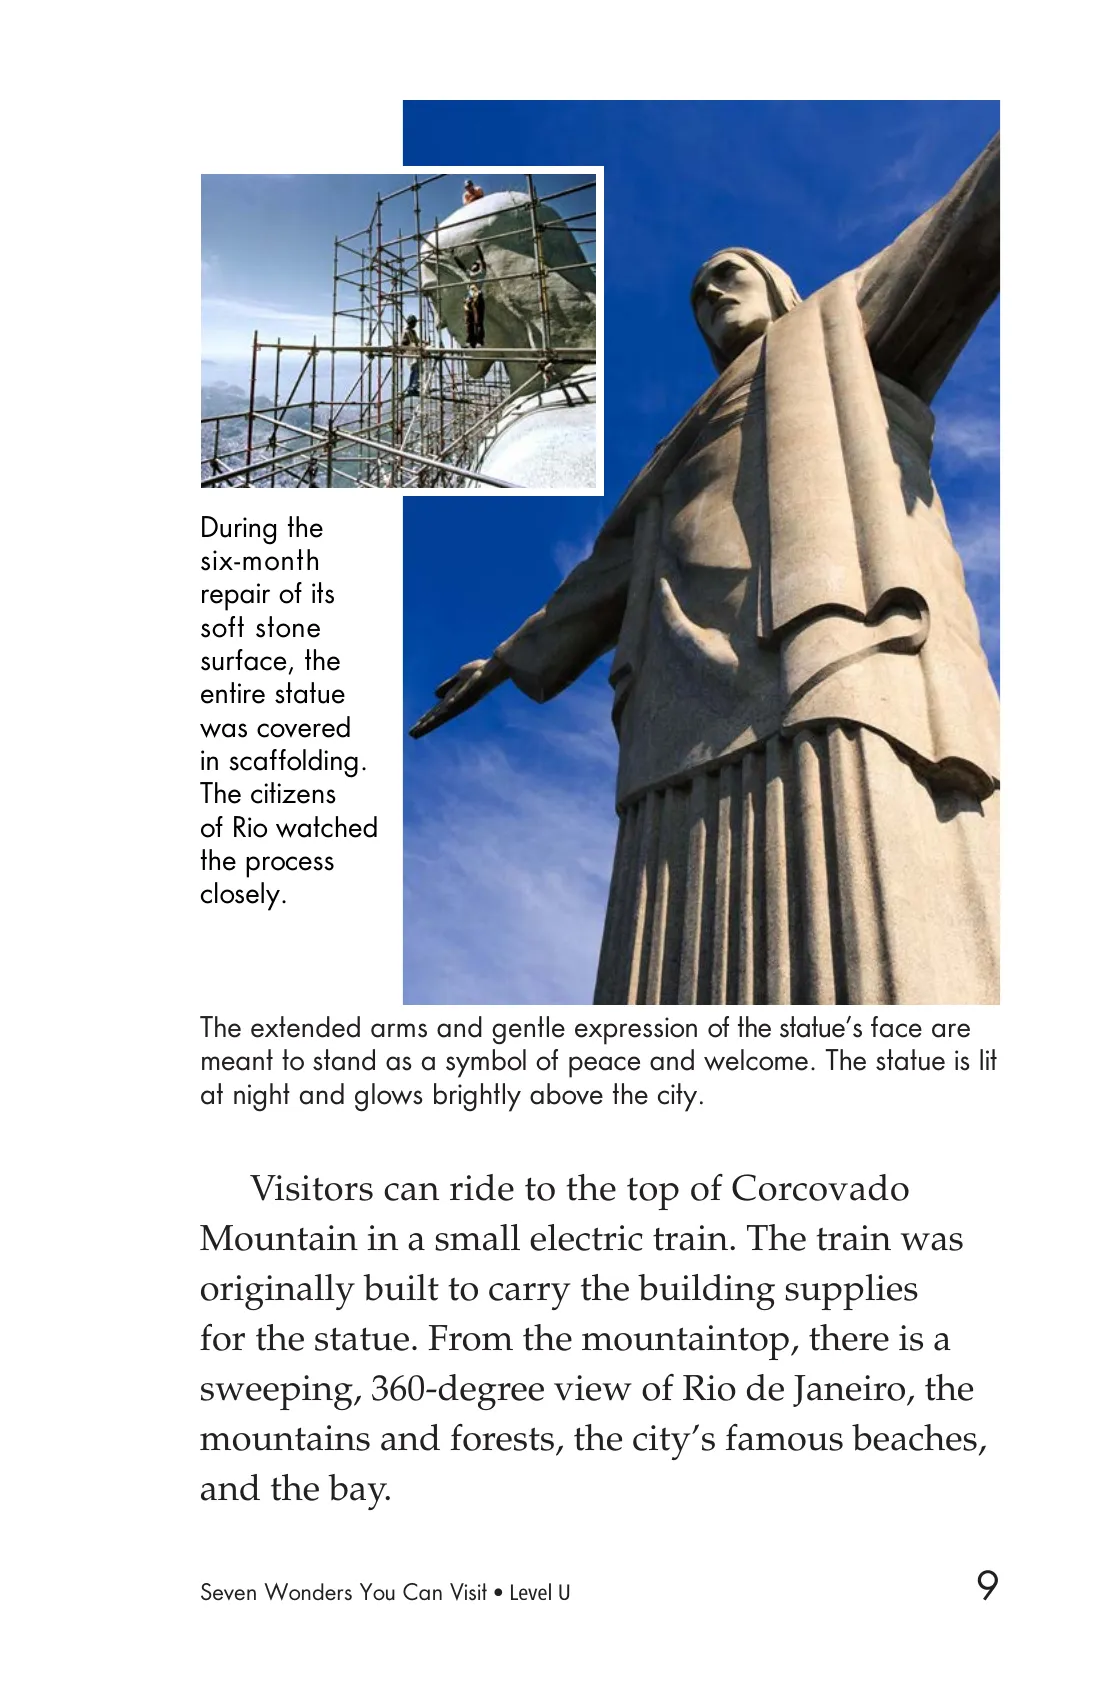 During the
six-month
repair of its
soft stone
surface, the
entire statue
was covered
in scaffolding.
The citizens
of Rio watched
the process
closely.
The extended arms and gentle expression of the statue’s face are
meant to stand as a symbol of peace and welcome. The statue is lit
at night and glows brightly above the city.
Visitors can ride to the top of Corcovado
Mountain in a small electric train. The train was
originally built to carry the building supplies
for the statue. From the mountaintop, there is a
sweeping, 360-degree view of Rio de Janeiro, the
mountains and forests, the city’s famous beaches,
and the bay.
Seven Wonders You Can Visit • Level U 9